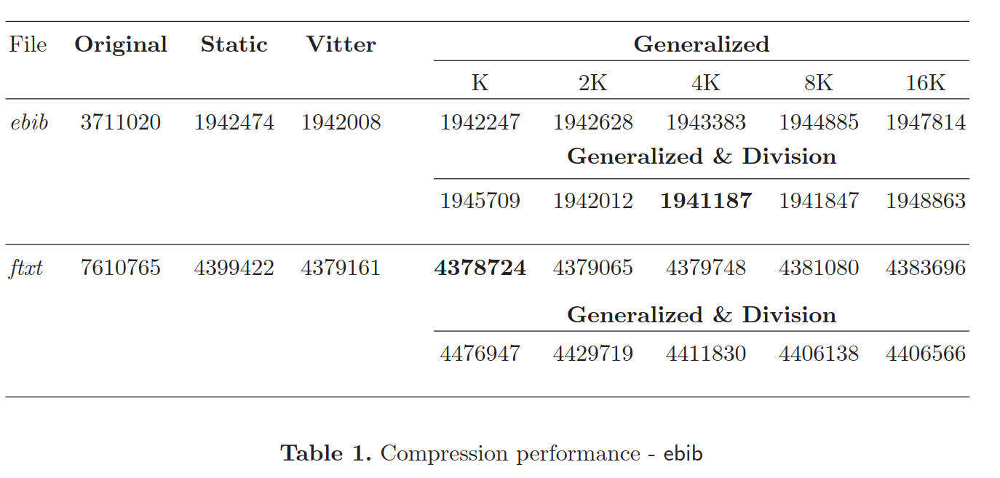 File Original Static Vitter Generalized
K 2K 4K 8K 16K
ebib 3711020 1942474 1942008 1942247 1942628 1943383 1944885 1947814
Generalized & Division
1945709 1942012 1941187 1941847 1948863
ftxt 7610765 4399422 4379161 4378724 4379065 4379748 4381080 4383696
Generalized & Division
4476947 4429719 4411830 4406138 4406566
Table 1. Compression performance - ebib